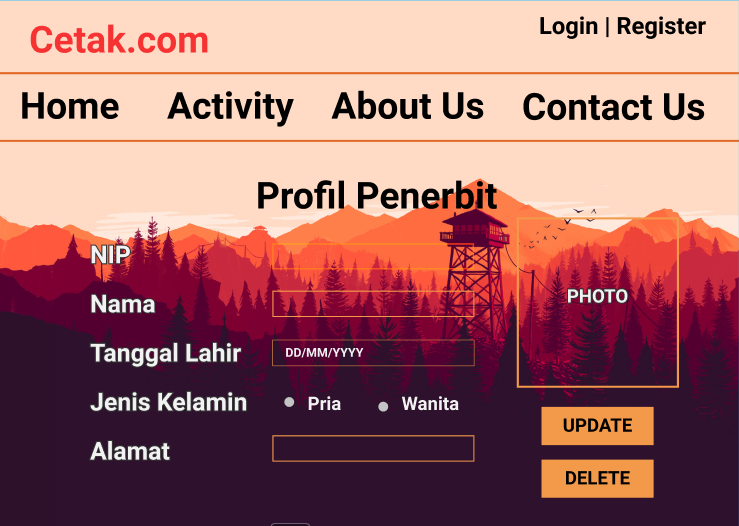 Cetak.com
Login | Register
Home Activity About Us Contact Us
Profil Penerbit
NIP
Nama
Tanggal Lahir DD/MM/YYYY
Jenis Kelamin Pria Wanita
Alamat
PHOTO
UPDATE
DELETE